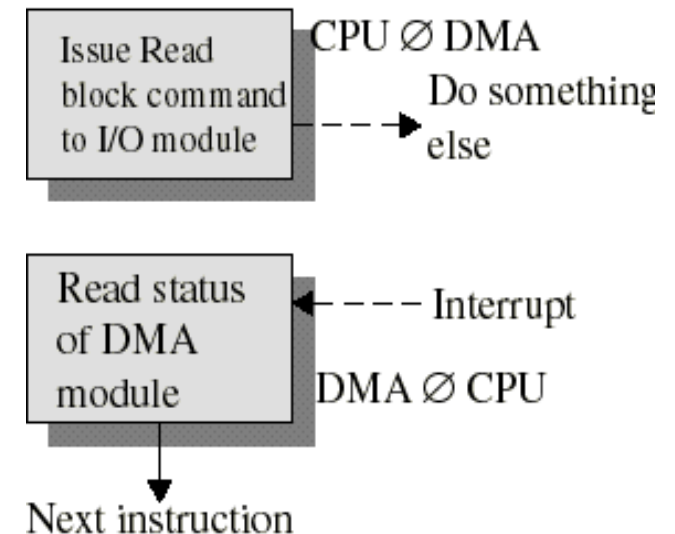 Issue Read
block command
to I/O module
CPU ∅ DMA
Do something
else
Read status
of DMA
module
Interrupt
DMA ∅ CPU
Next instruction